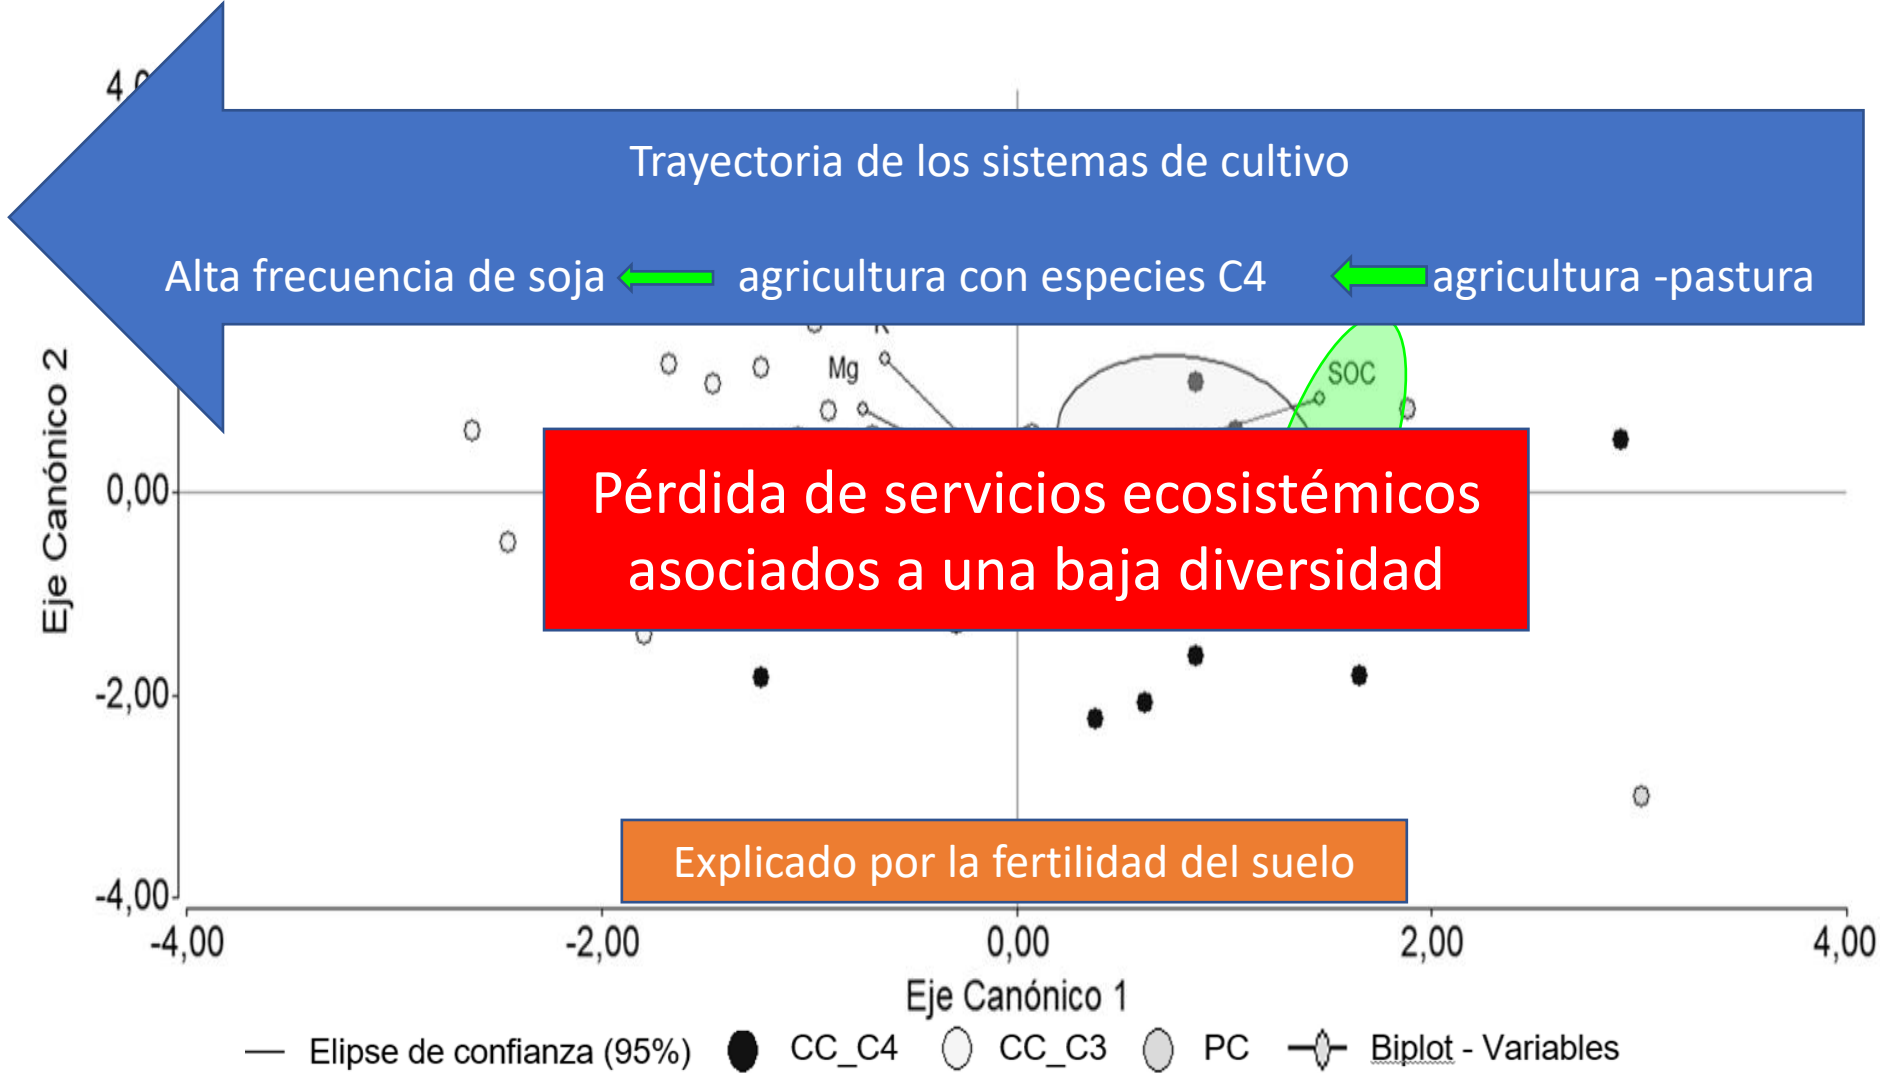 Trayectoria de los sistemas de cultivo
Alta frecuencia de soja agricultura con especies C4 agricultura -pastura
Mg
SOC
Pérdida de servicios ecosistémicos
asociados a una baja diversidad
Eje Canónico 2
0,00
-2,00
-4,00
Explicado por la fertilidad del suelo
-4,00 -2,00 0,00 2,00 4,00
Eje Canónico 1
Elipse de confianza (95%) CC_C4 CC_C3 PC Biplot - Variables